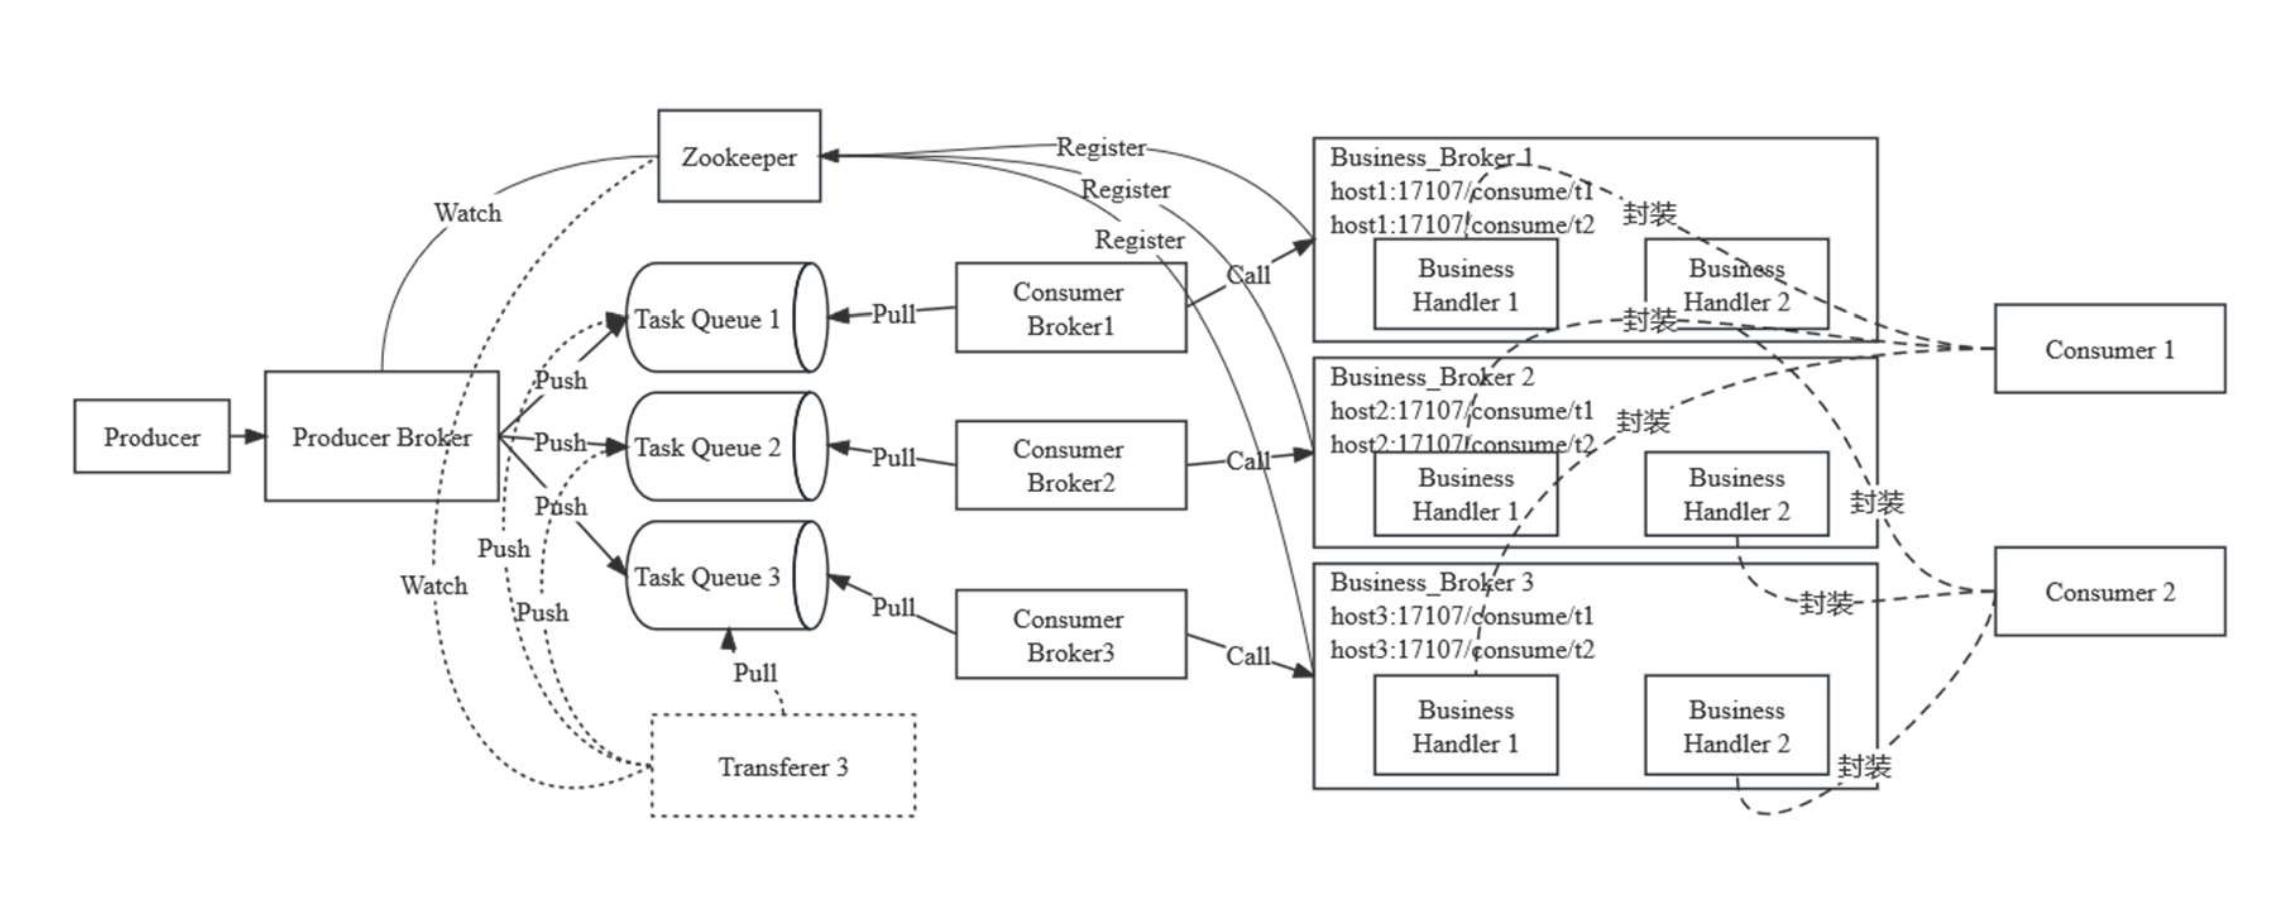 Zookeeper
Register
Register
Register
Watch
Producer
Producer Broker
Push
Push
Push
Push
Push
Watch
Task Queue 1
Task Queue 2
Task Queue 3
Pull
Pull
Pull
Pull
Transferer 3
Consumer
Broker1
Consumer
Broker2
Consumer
Broker3
Call
Call
Call
Business_Broker 1
host1:17107/consume/t1
host1:17107/consume/t2
Business
Handler 1
Business
Handler 2
封装
封装
Business_Broker 2
host2:17107/consume/t1
host2:17107/consume/t2
封装
Business
Handler 1
Business
Handler 2
封装
Business_Broker 3
host3:17107/consume/t1
host3:17107/consume/t2
封装
Business
Handler 1
Business
Handler 2
封装
Consumer 1
Consumer 2